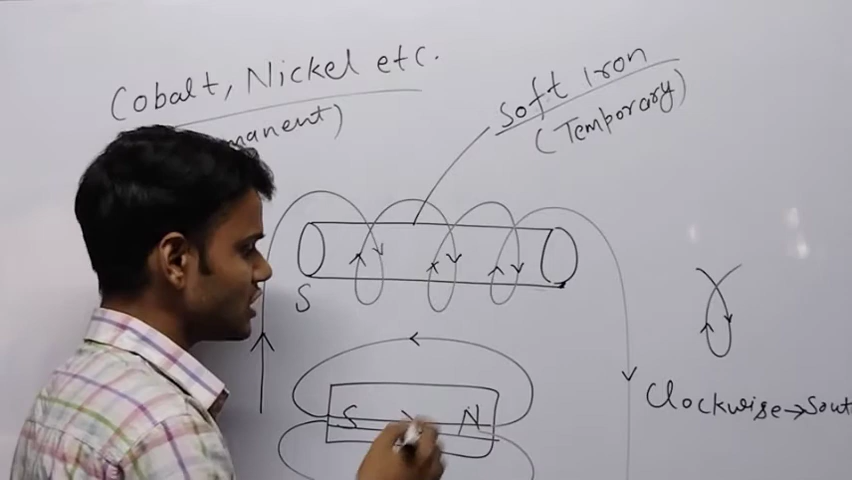 Cobalt, Nickel etc.
Soft Iron
(Temporary)
S
S N
Clockwise→